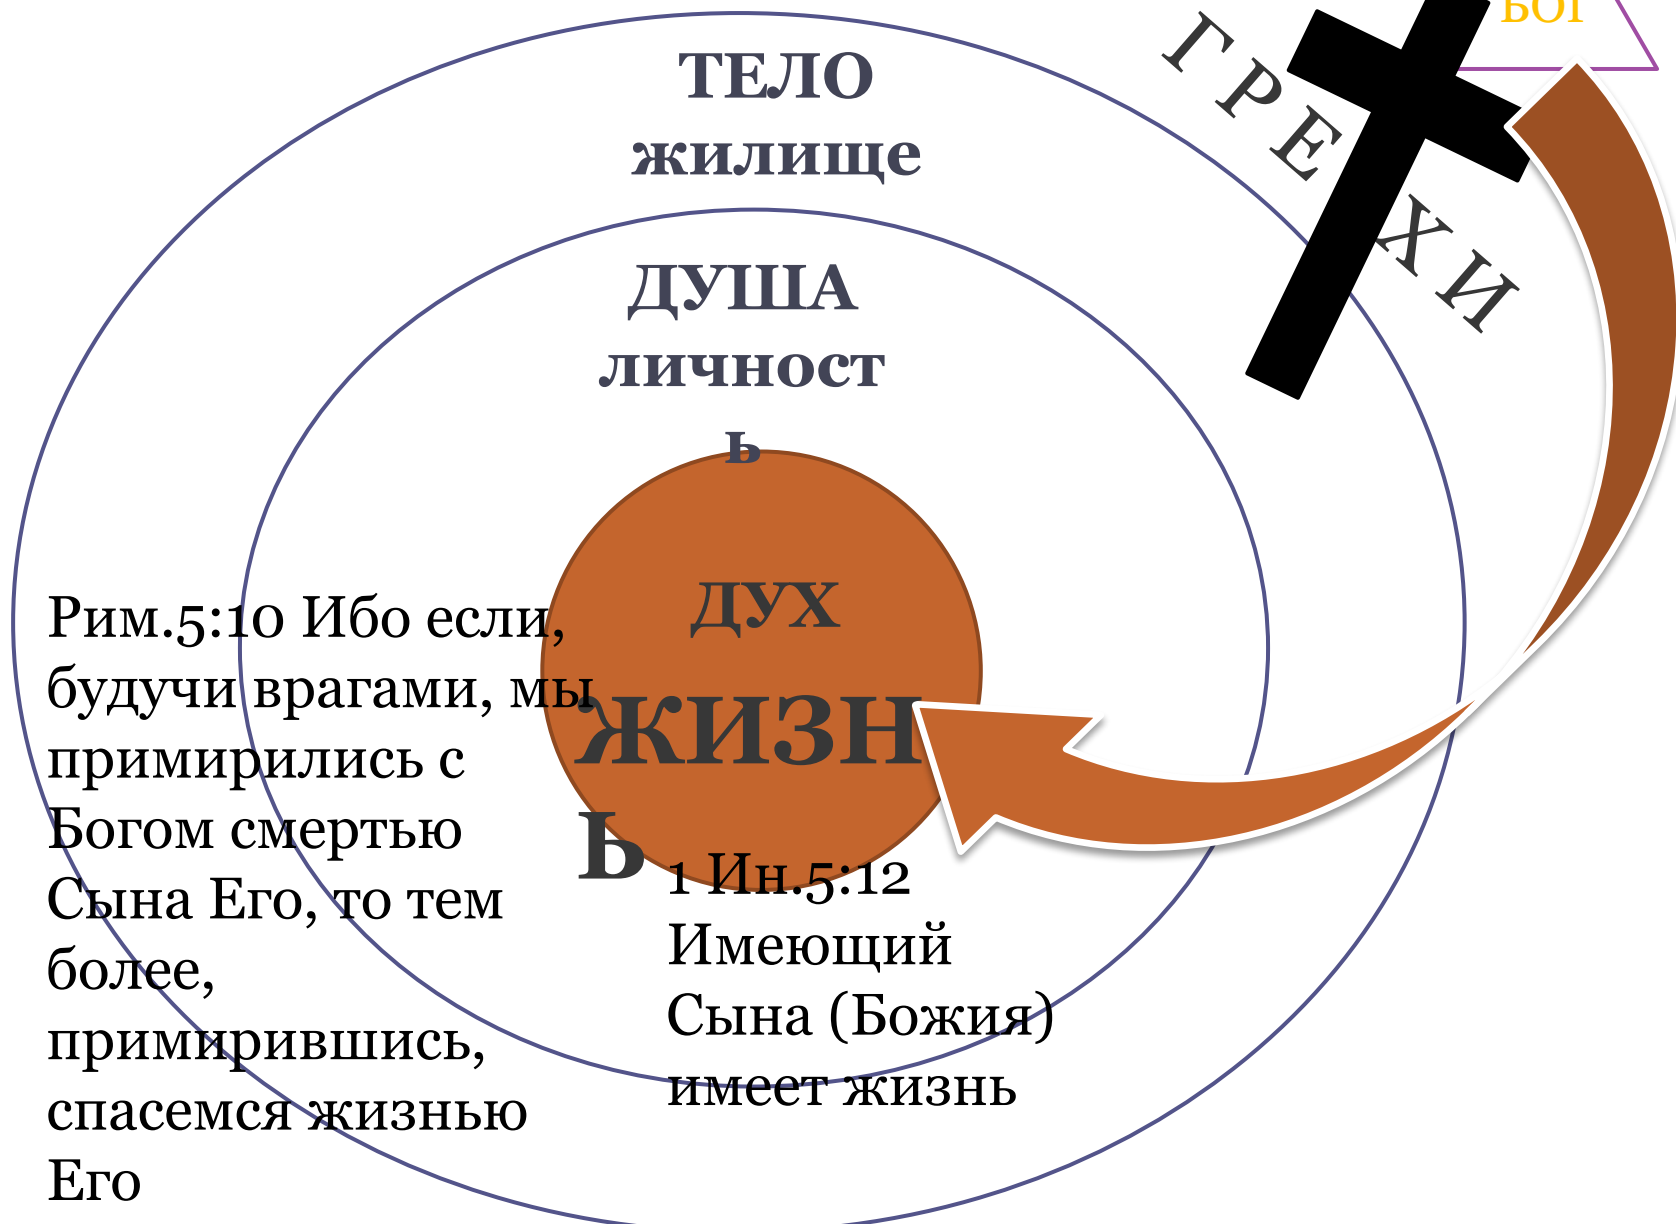 БОГ
Г Р Е Х И
ТЕЛО
жилище
ДУША
личност
ь
ДУХ
ЖИЗН
Ь
Рим.5:10 Ибо если,
будучи врагами, мы
примирились с
Богом смертью
Сына Его, то тем
более,
примирившись,
спасемся жизнью
Его
1 Ин.5:12
Имеющий
Сына (Божия)
имеет жизнь